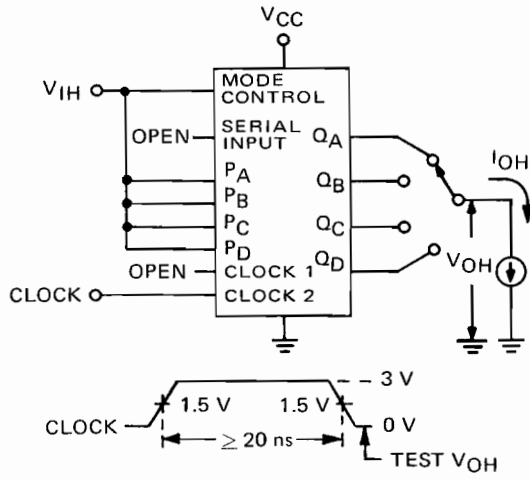 VCC
VIH
MODE CONTROL
OPEN
SERIAL INPUT
QA
IOH
PA
PB
QB
PC
QC
PD
VOH
QD
OPEN
CLOCK 1
CLOCK
CLOCK 2
3 V
1.5 V
1.5 V
CLOCK
0 V
≥ 20 ns
TEST VOH